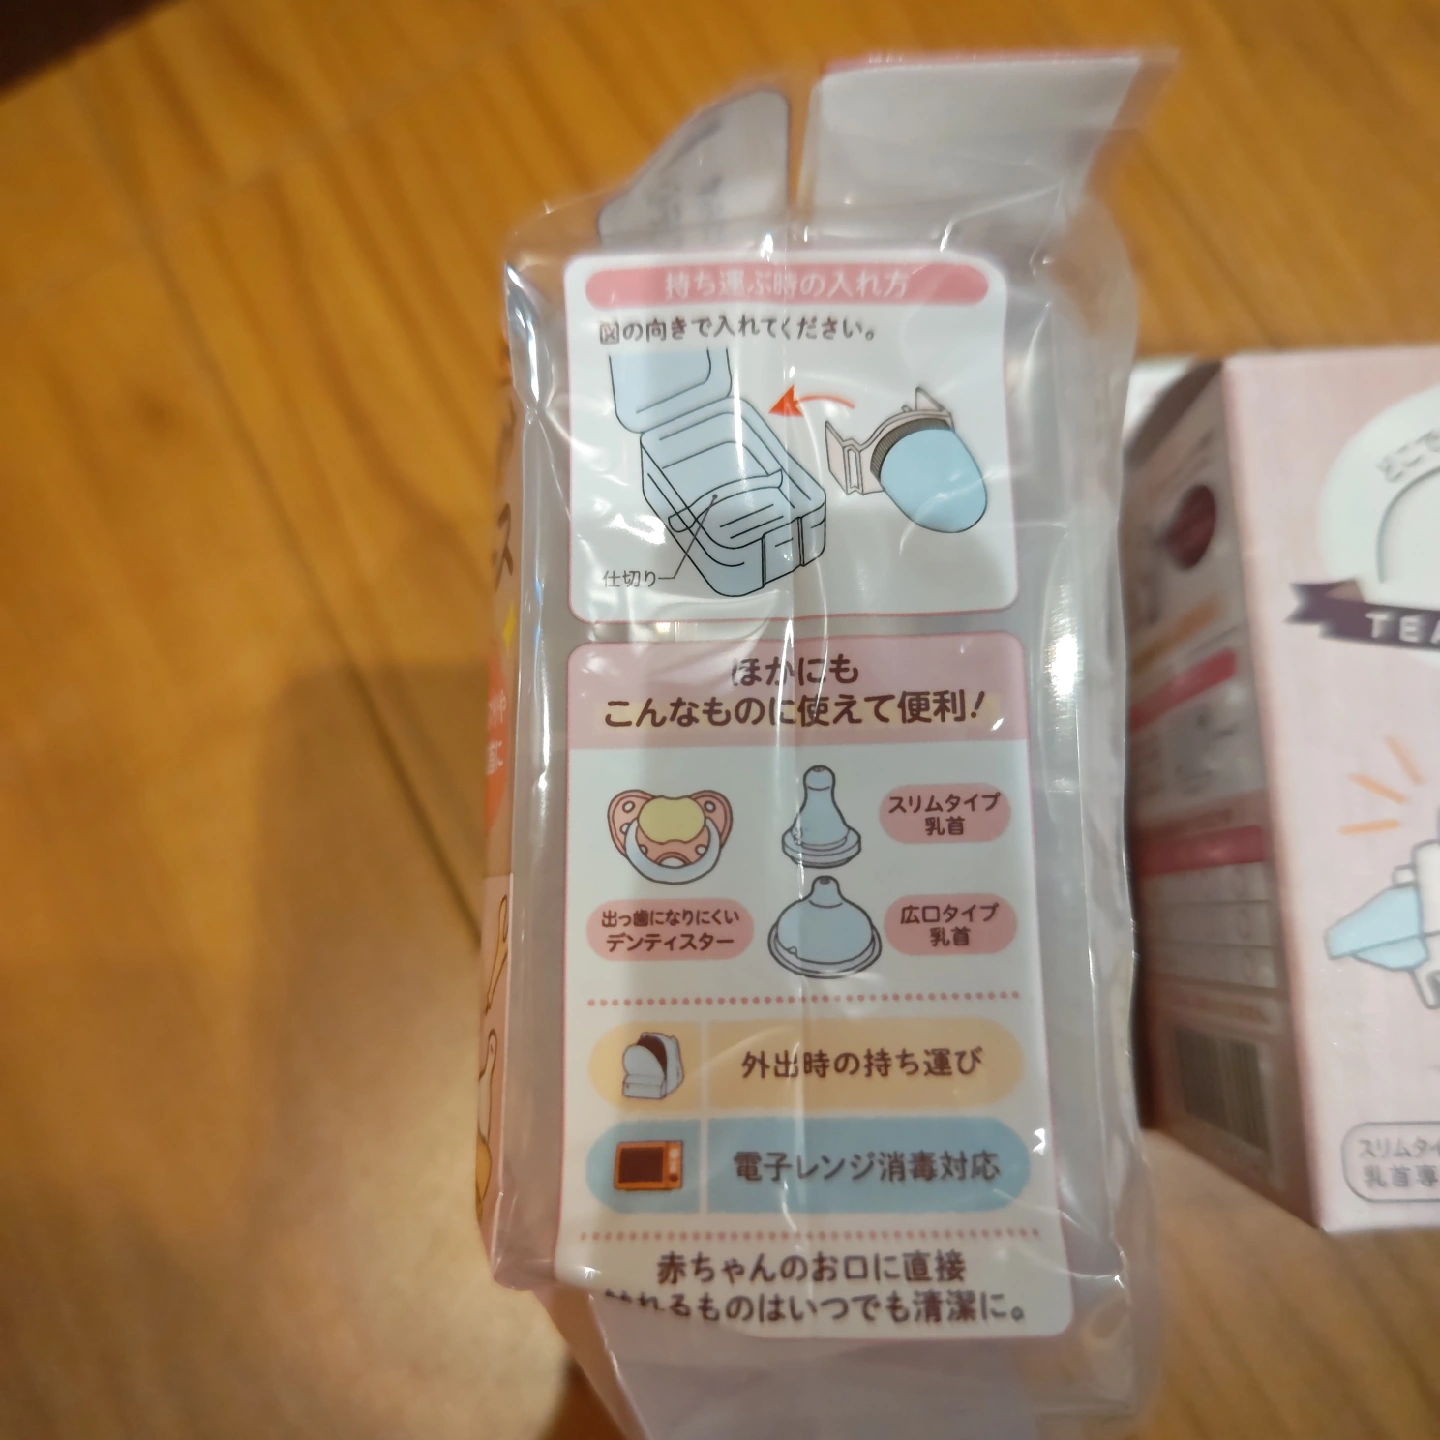 持ち運ぶ時の入れ方
図の向きで入れてください。
仕切り
ほかにも
こんなものに使えて便利!
スリムタイプ
乳首
出っ歯になりにくい
デンティスター
広口タイプ
乳首
外出時の持ち運び
電子レンジ消毒対応
赤ちゃんのお口に直接
触れるものはいつでも清潔に。
ス
どこで
TEA
スリムタイ
乳首専